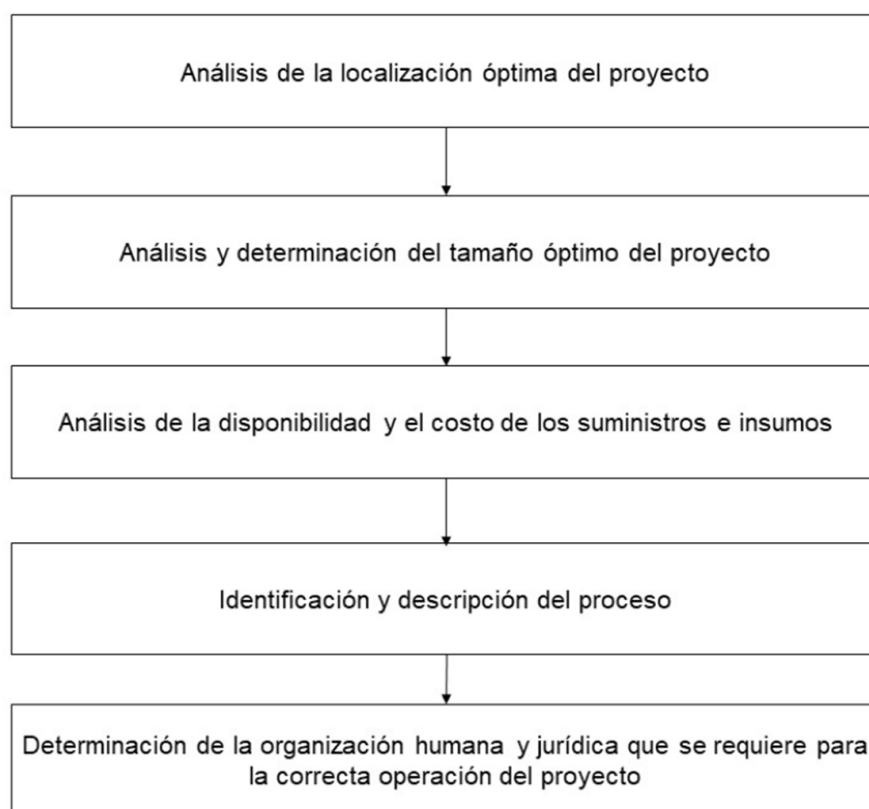 Análisis de la localización óptima del proyecto
Análisis y determinación del tamaño óptimo del proyecto
Análisis de la disponibilidad y el costo de los suministros e insumos
Identificación y descripción del proceso
Determinación de la organización humana y jurídica que se requiere para
la correcta operación del proyecto